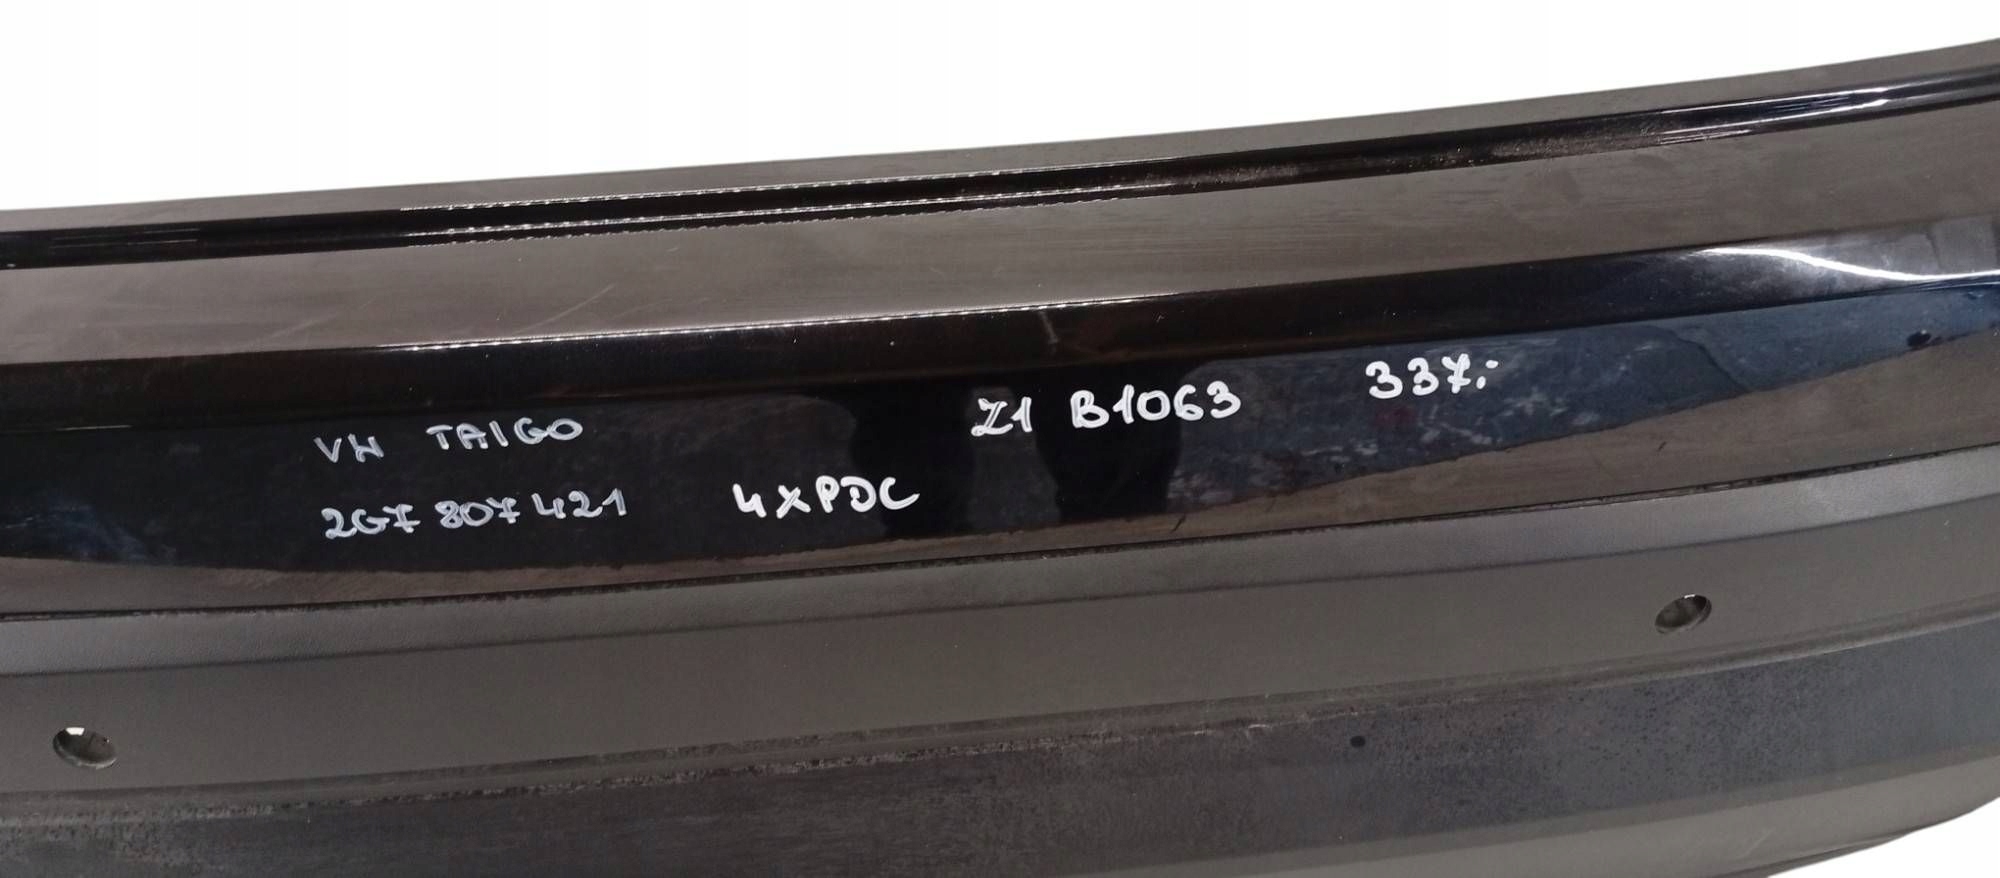 VW TAIGO
2G7 807 421
4XPDC
Z1 B1063
337.-